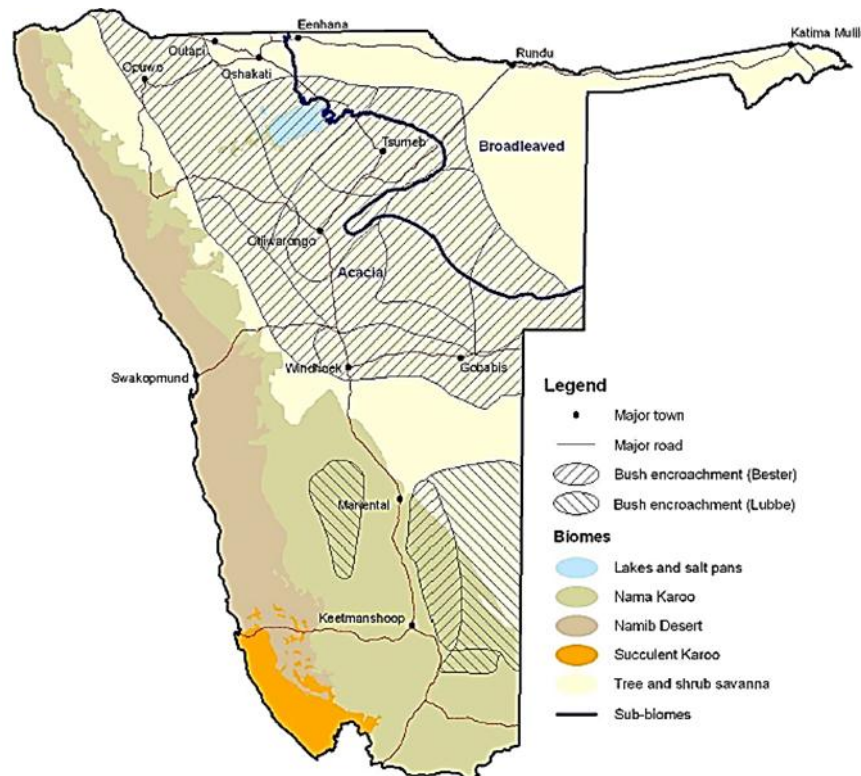 Eenhana
Katima Mulil
Outapi
Rundu
Opuwo
Oshakati
Tsumeb
Broadleaved
Otjiwarongo
Acacia
Windhoek
Gobabis
Swakopmund
Mariental
Keetmanshoop
Legend
Major town
Major road
Bush encroachment (Bester)
Bush encroachment (Lubbe)
Biomes
Lakes and salt pans
Nama Karoo
Namib Desert
Succulent Karoo
Tree and shrub savanna
Sub-biomes